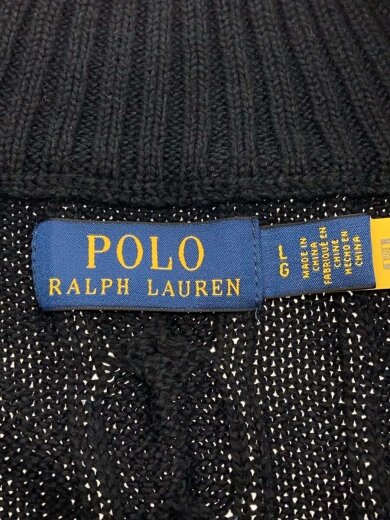 POLO
RALPH LAUREN
G\L
MADE IN
CHINA
FABRIQUÉ EN
CHINE
HECHO EN
CHINA